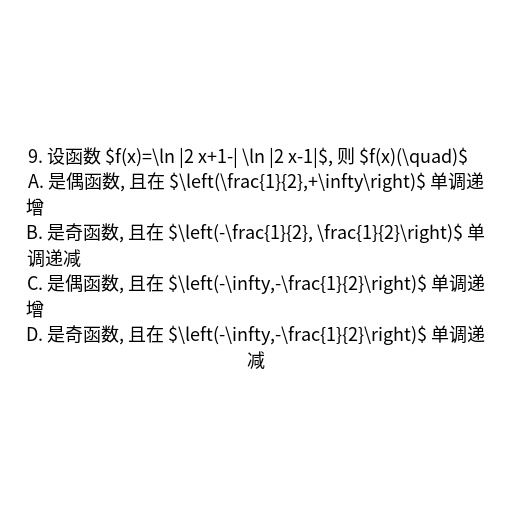 9. 设函数 $f(x)=\ln |2 x+1-| \ln |2 x-1|$, 则 $f(x)(\quad)$
A. 是偶函数, 且在 $\left(\frac{1}{2},+\infty\right)$ 单调递
增
B. 是奇函数, 且在 $\left(-\frac{1}{2}, \frac{1}{2}\right)$ 单
调递减
C. 是偶函数, 且在 $\left(-\infty,-\frac{1}{2}\right)$ 单调递
增
D. 是奇函数, 且在 $\left(-\infty,-\frac{1}{2}\right)$ 单调递
减